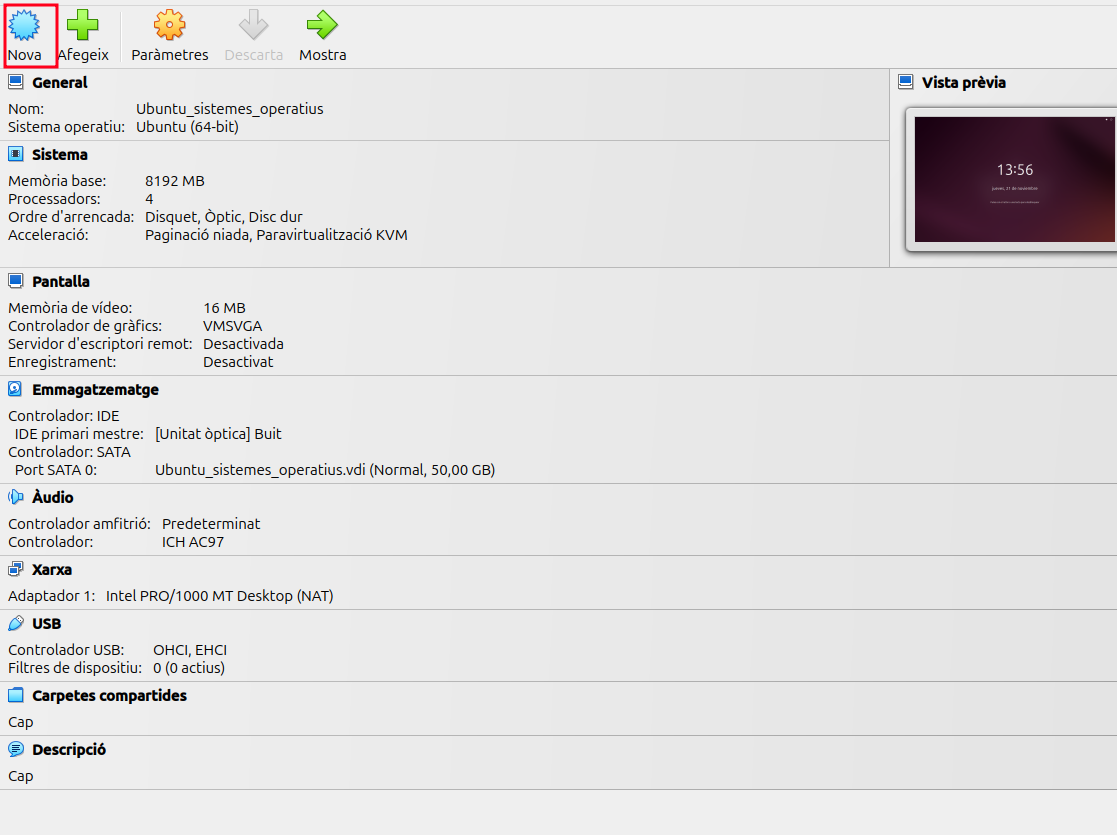 Nova Afegeix Paràmetres Descarta Mostra
General
Nom: Ubuntu_sistemes_operatius
Sistema operatiu: Ubuntu (64-bit)
Vista prèvia
13:56
jueves, 21 de noviembre
Sistema
Memòria base: 8192 MB
Processadors: 4
Ordre d'arrencada: Disquet, Òptic, Disc dur
Acceleració: Paginació niada, Paravirtualització KVM
Pantalla
Memòria de vídeo: 16 MB
Controlador de gràfics: VMSVGA
Servidor d'escriptori remot: Desactivada
Enregistrament: Desactivat
Emmagatzematge
Controlador: IDE
IDE primari mestre: [Unitat òptica] Buit
Controlador: SATA
Port SATA 0: Ubuntu_sistemes_operatius.vdi (Normal, 50,00 GB)
Àudio
Controlador amfitrió: Predeterminat
Controlador: ICH AC97
Xarxa
Adaptador 1: Intel PRO/1000 MT Desktop (NAT)
USB
Controlador USB: OHCI, EHCI
Filtres de dispositiu: 0 (0 actius)
Carpetes compartides
Cap
Descripció
Cap